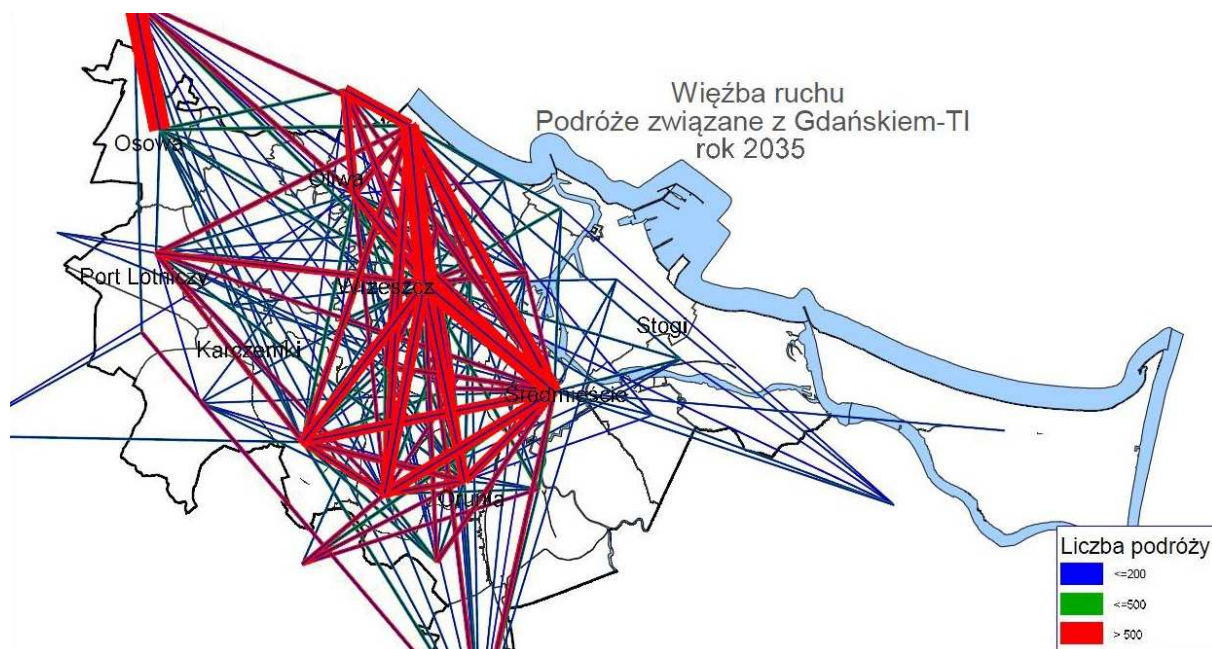 Więźba ruchu
Podróże związane z Gdańskiem-TI
rok 2035
Osowa
Oliwa
Port Lotniczy
Wrzeszcz
Stogi
Karczemki
Śródmieście
Orunia
Liczba podróży
<=200
<=500
> 500